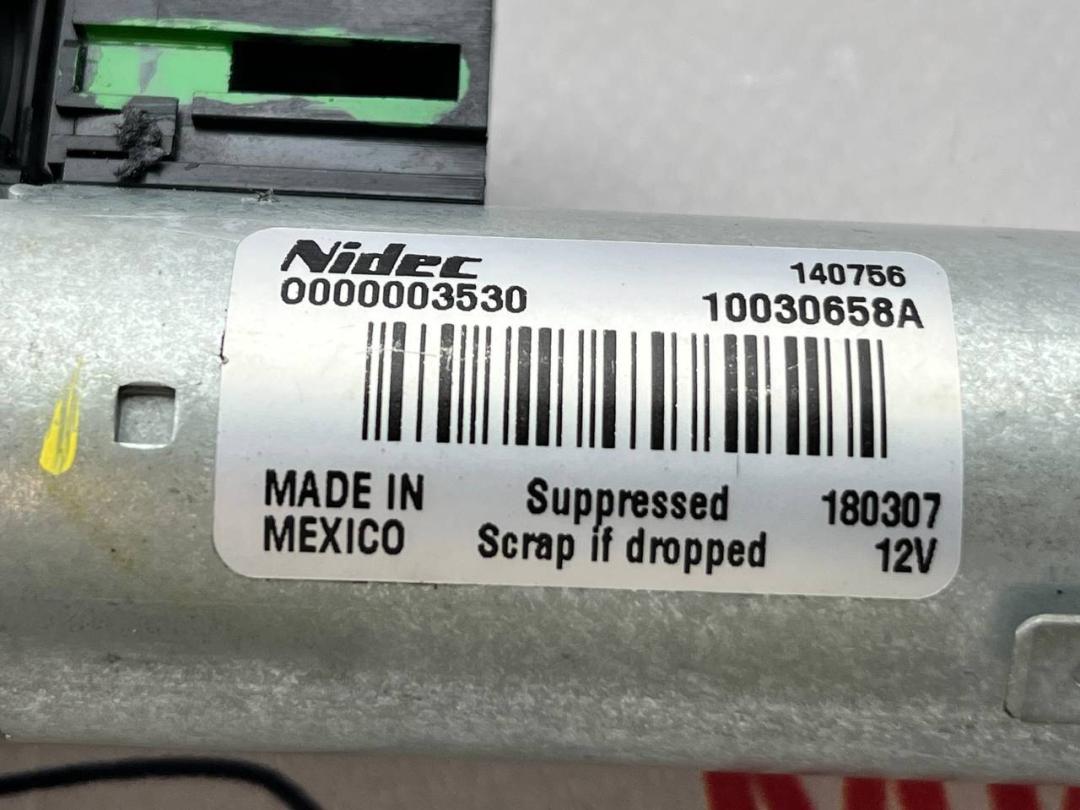 Nidec
0000003530
140756
10030658A
MADE IN
MEXICO
Suppressed
Scrap if dropped
180307
12V